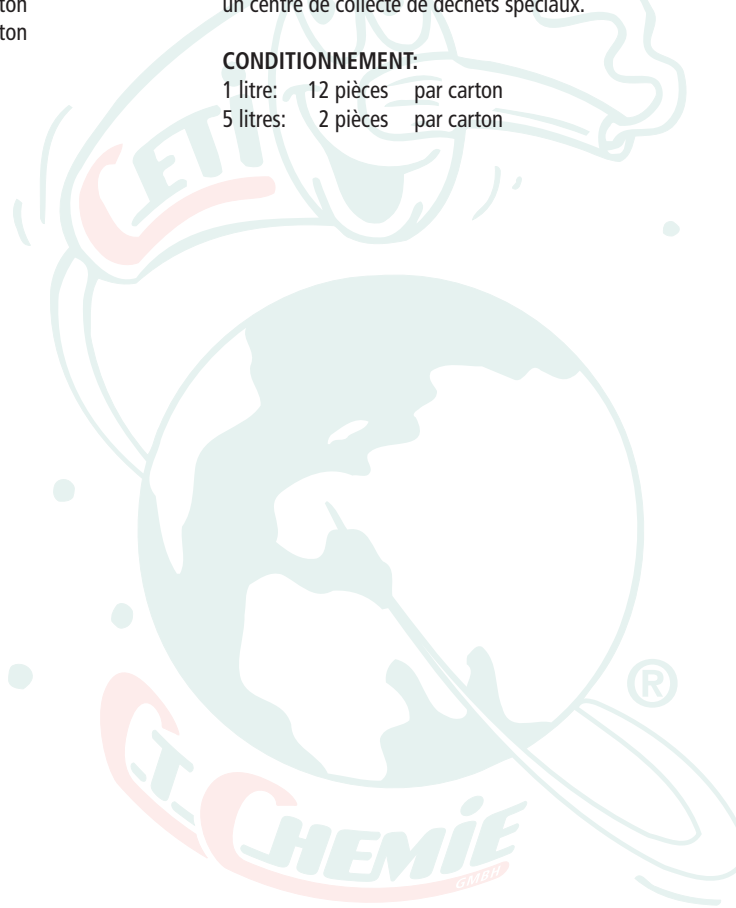 ton
ton
un centre de collecte de déchets spéciaux.
CONDITIONNEMENT:
1 litre: 12 pièces par carton
5 litres: 2 pièces par carton
CETI
®
C.T. CHEMIE
GMBH